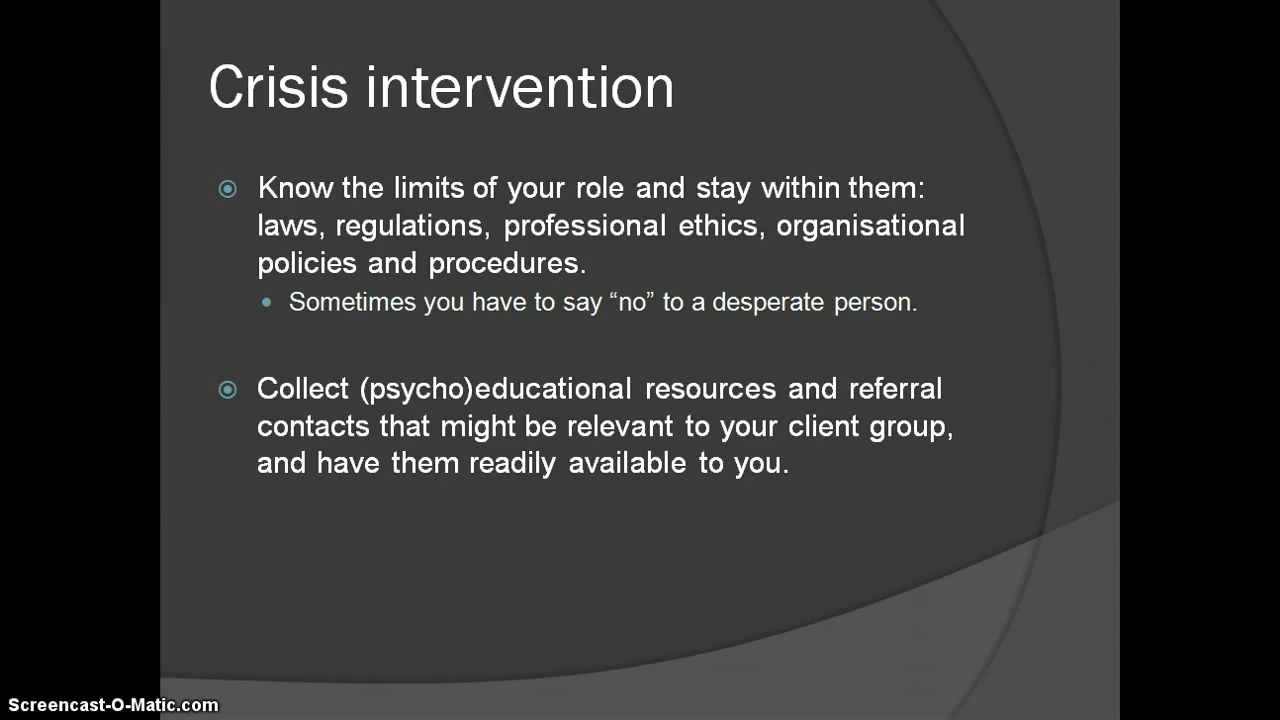 Crisis intervention
Know the limits of your role and stay within them:
laws, regulations, professional ethics, organisational
policies and procedures.
Sometimes you have to say “no” to a desperate person.
Collect (psycho)educational resources and referral
contacts that might be relevant to your client group,
and have them readily available to you.
Screencast-O-Matic.com